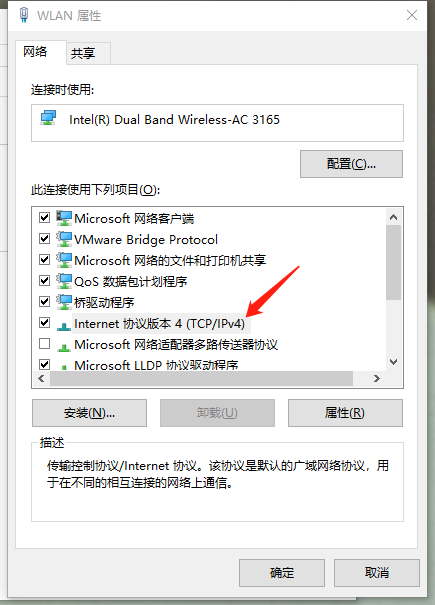 WLAN 属性
网络
共享
连接时使用:
Intel(R) Dual Band Wireless-AC 3165
配置(C)...
此连接使用下列项目(O):
Microsoft 网络客户端
VMware Bridge Protocol
Microsoft 网络的文件和打印机共享
QoS 数据包计划程序
桥驱动程序
Internet 协议版本 4 (TCP/IPv4)
Microsoft 网络适配器多路传送器协议
Microsoft LLDP 协议驱动程序
安装(N)...
卸载(U)
属性(R)
描述
传输控制协议/Internet 协议。该协议是默认的广域网络协议，用
于在不同的相互连接的网络上通信。
确定
取消